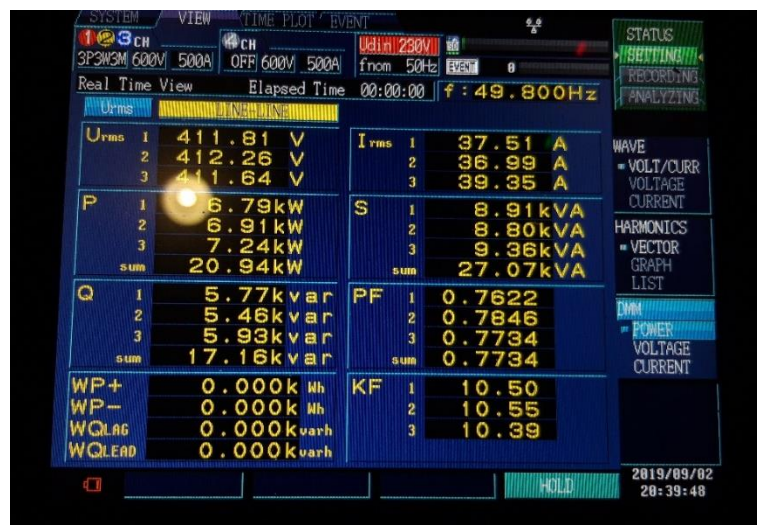 SYSTEM VIEW TIME PLOT EVENT
1 2 3 CH 4 CH Udin 230V
3P3W3M 600V 500A OFF 600V 500A fnom 50Hz EVENT 0
Real Time View Elapsed Time 00:00:00 f:49.800Hz
Urms LINE-LINE
Urms 1 411.81 V
2 412.26 V
3 411.64 V
Irms 1 37.51 A
2 36.99 A
3 39.35 A
P 1 6.79kW
2 6.91kW
3 7.24kW
sum 20.94kW
S 1 8.91kVA
2 8.80kVA
3 9.36kVA
sum 27.07kVA
Q 1 5.77kvar
2 5.46kvar
3 5.93kvar
sum 17.16kvar
PF 1 0.7622
2 0.7846
3 0.7734
sum 0.7734
WP+ 0.000k Wh
WP- 0.000k Wh
WQLAG 0.000kvarh
WQLEAD 0.000kvarh
KF 1 10.50
2 10.55
3 10.39
STATUS
SETTING
RECORDING
ANALYZING
WAVE
VOLT/CURR
VOLTAGE
CURRENT
HARMONICS
VECTOR
GRAPH
LIST
DMM
POWER
VOLTAGE
CURRENT
HOLD
2019/09/02
20:39:48